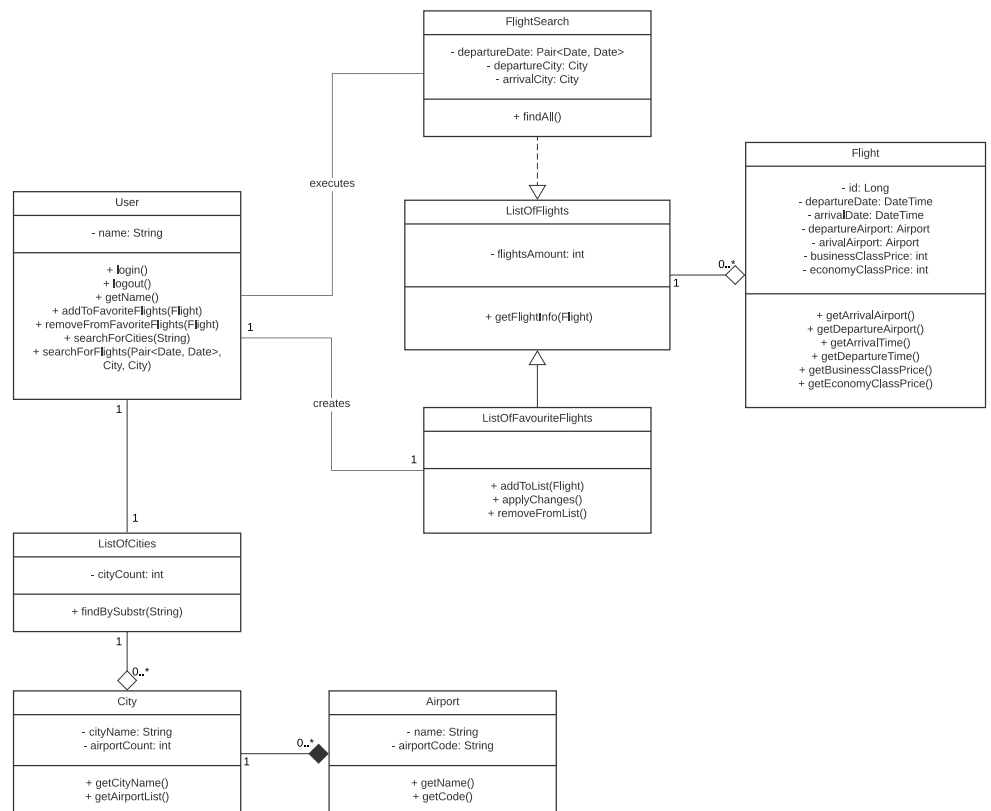 FlightSearch
- departureDate: Pair<Date, Date>
- departureCity: City
- arrivalCity: City
+ findAll()
executes
Flight
- id: Long
- departureDate: DateTime
- arrivalDate: DateTime
- departureAirport: Airport
- arivalAirport: Airport
- businessClassPrice: int
- economyClassPrice: int
+ getArrivalAirport()
+ getDepartureAirport()
+ getArrivalTime()
+ getDepartureTime()
+ getBusinessClassPrice()
+ getEconomyClassPrice()
ListOfFlights
- flightsAmount: int
+ getFlightInfo(Flight)
1
0..*
User
- name: String
+ login()
+ logout()
+ getName()
+ addToFavoriteFlights(Flight)
+ removeFromFavoriteFlights(Flight)
+ searchForCities(String)
+ searchForFlights(Pair<Date, Date>,
City, City)
1
creates
1
ListOfFavouriteFlights
+ addToList(Flight)
+ applyChanges()
+ removeFromList()
1
1
ListOfCities
- cityCount: int
+ findBySubstr(String)
1
0..*
City
- cityName: String
- airportCount: int
+ getCityName()
+ getAirportList()
1
0..*
Airport
- name: String
- airportCode: String
+ getName()
+ getCode()